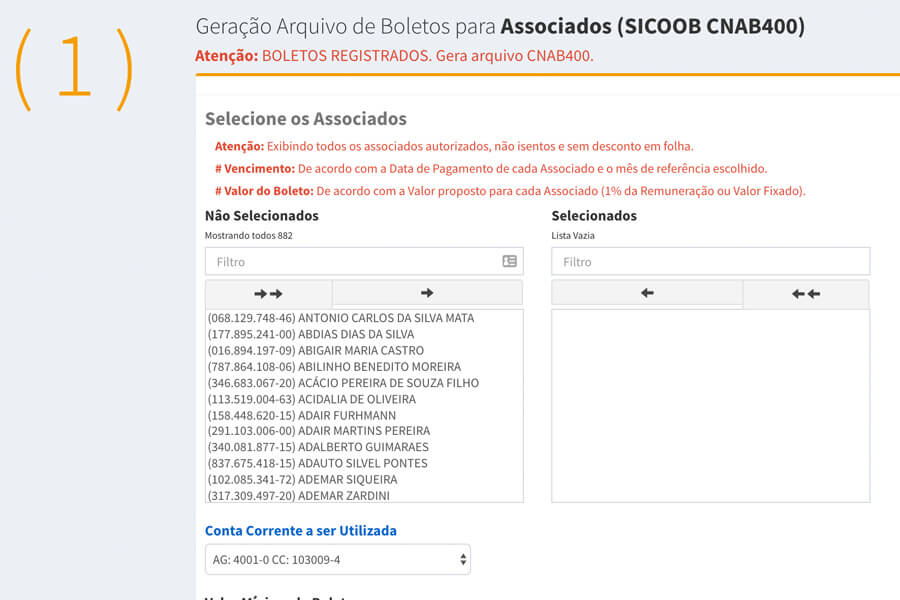 ( 1 )
Geração Arquivo de Boletos para Associados (SICOOB CNAB400)
Atenção: BOLETOS REGISTRADOS. Gera arquivo CNAB400.
Selecione os Associados
Atenção: Exibindo todos os associados autorizados, não isentos e sem desconto em folha.
# Vencimento: De acordo com a Data de Pagamento de cada Associado e o mês de referência escolhido.
# Valor do Boleto: De acordo com a Valor proposto para cada Associado (1% da Remuneração ou Valor Fixado).
Não Selecionados
Mostrando todos 882
Filtro
(068.129.748-46) ANTONIO CARLOS DA SILVA MATA
(177.895.241-00) ABDIAS DIAS DA SILVA
(016.894.197-09) ABIGAIR MARIA CASTRO
(787.864.108-06) ABILINHO BENEDITO MOREIRA
(346.683.067-20) ACÁCIO PEREIRA DE SOUZA FILHO
(113.519.004-63) ACIDALIA DE OLIVEIRA
(158.448.620-15) ADAIR FURHMANN
(291.103.006-00) ADAIR MARTINS PEREIRA
(340.081.877-15) ADALBERTO GUIMARAES
(837.675.418-15) ADAUTO SILVEL PONTES
(102.085.341-72) ADEMAR SIQUEIRA
(317.309.497-20) ADEMAR ZARDINI
Selecionados
Lista Vazia
Filtro
Conta Corrente a ser Utilizada
AG: 4001-0 CC: 103009-4